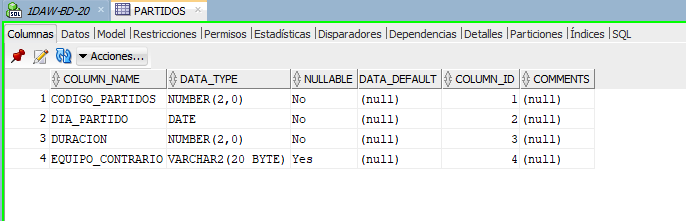 1DAW-BD-20 PARTIDOS
Columnas Datos Model Restricciones Permisos Estadísticas Disparadores Dependencias Detalles Particiones Índices SQL
Acciones...
COLUMN_NAME DATA_TYPE NULLABLE DATA_DEFAULT COLUMN_ID COMMENTS
1 CODIGO_PARTIDOS NUMBER(2,0) No (null) 1 (null)
2 DIA_PARTIDO DATE No (null) 2 (null)
3 DURACION NUMBER(2,0) No (null) 3 (null)
4 EQUIPO_CONTRARIO VARCHAR2(20 BYTE) Yes (null) 4 (null)